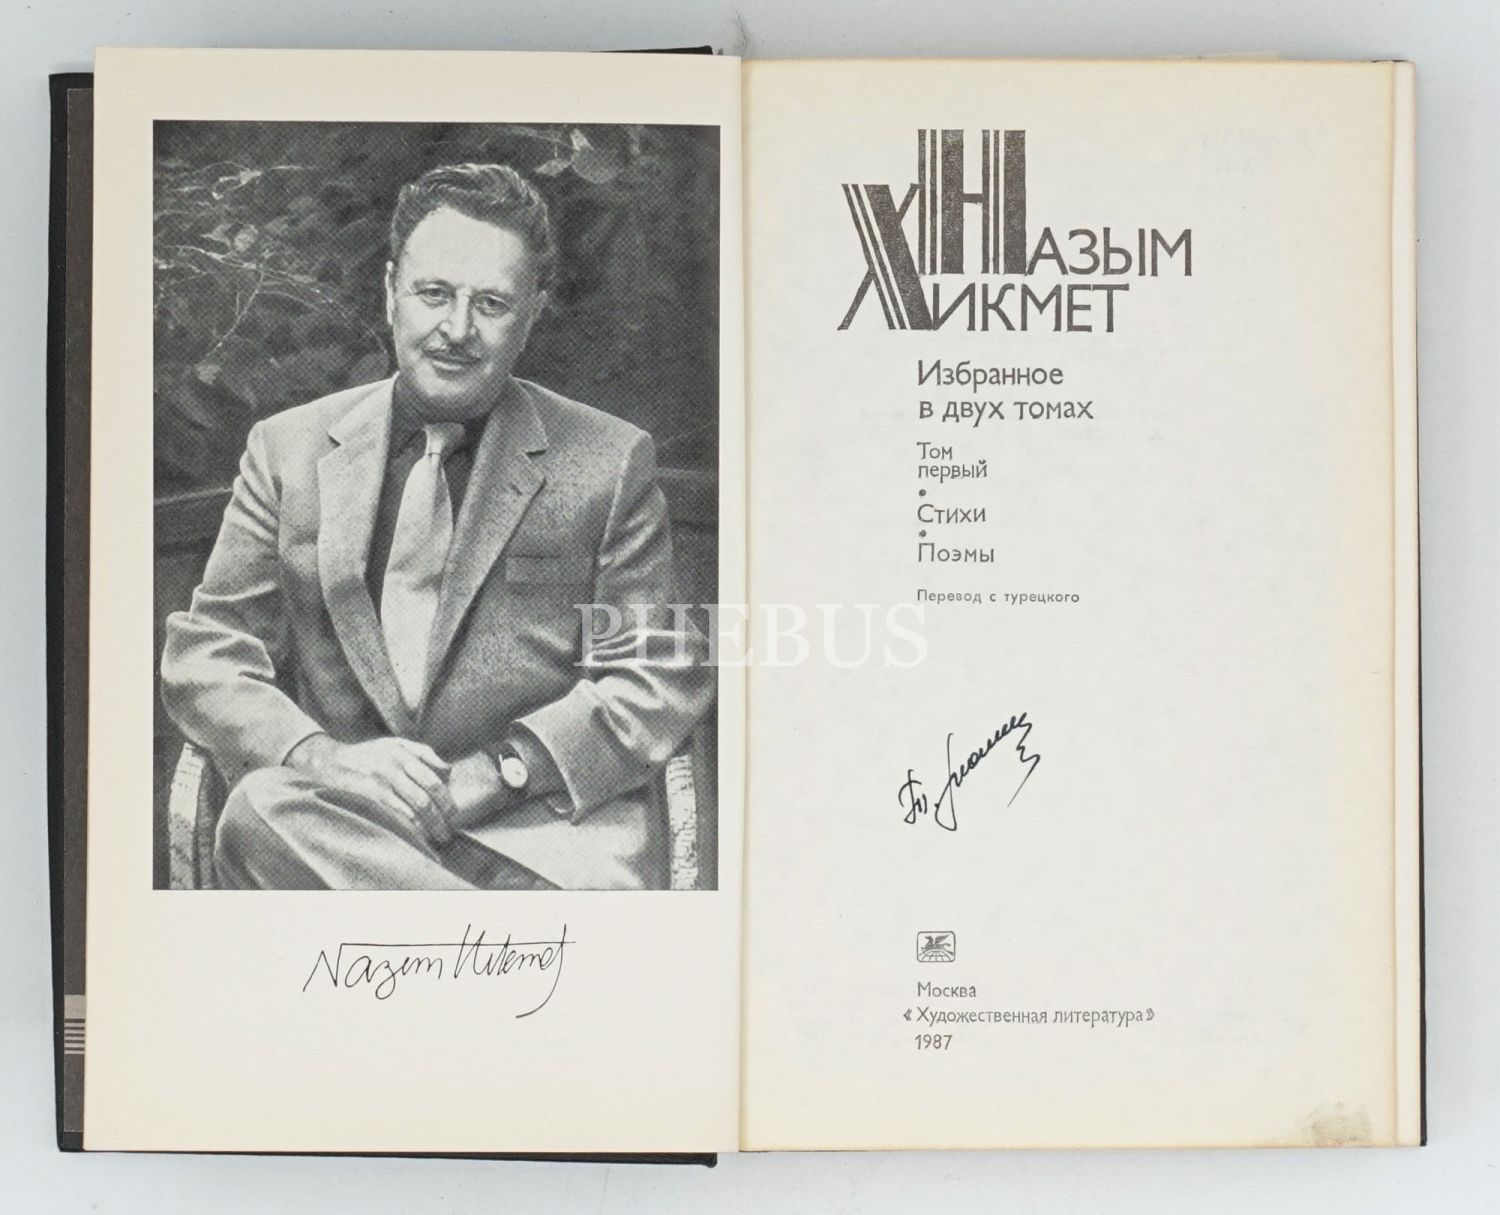 Nazım Hikmet
НАЗЫМ
ХИКМЕТ
Избранное
в двух томах
Том
первый
•
Стихи
•
Поэмы
Перевод с турецкого
PHEBUS
Москва
«Художественная литература»
1987